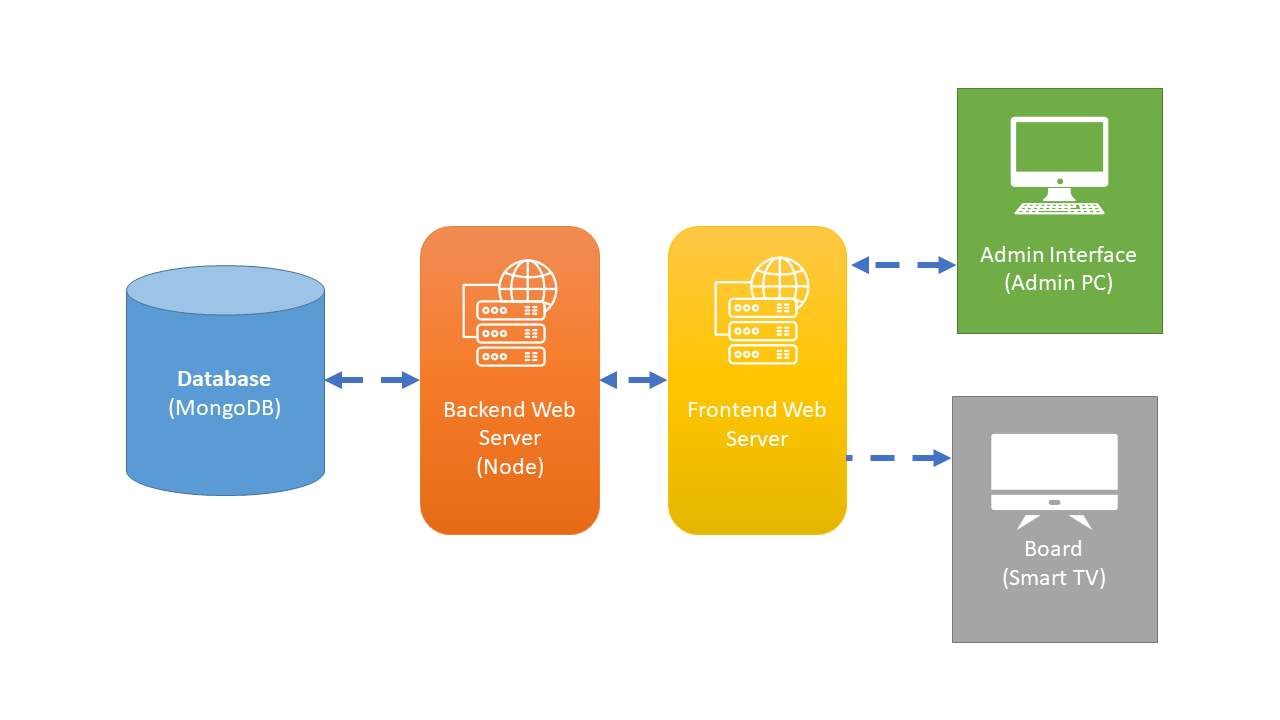 Database
(MongoDB)
Backend Web
Server
(Node)
Frontend Web
Server
Admin Interface
(Admin PC)
Board
(Smart TV)